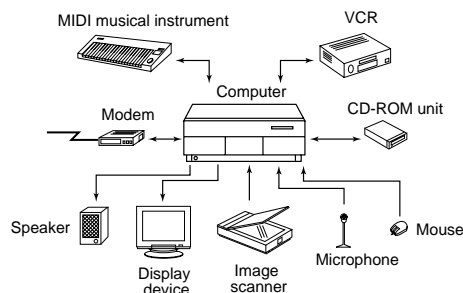 MIDI musical instrument
VCR
Computer
Modem
CD-ROM unit
Speaker
Display
device
Image
scanner
Microphone
Mouse